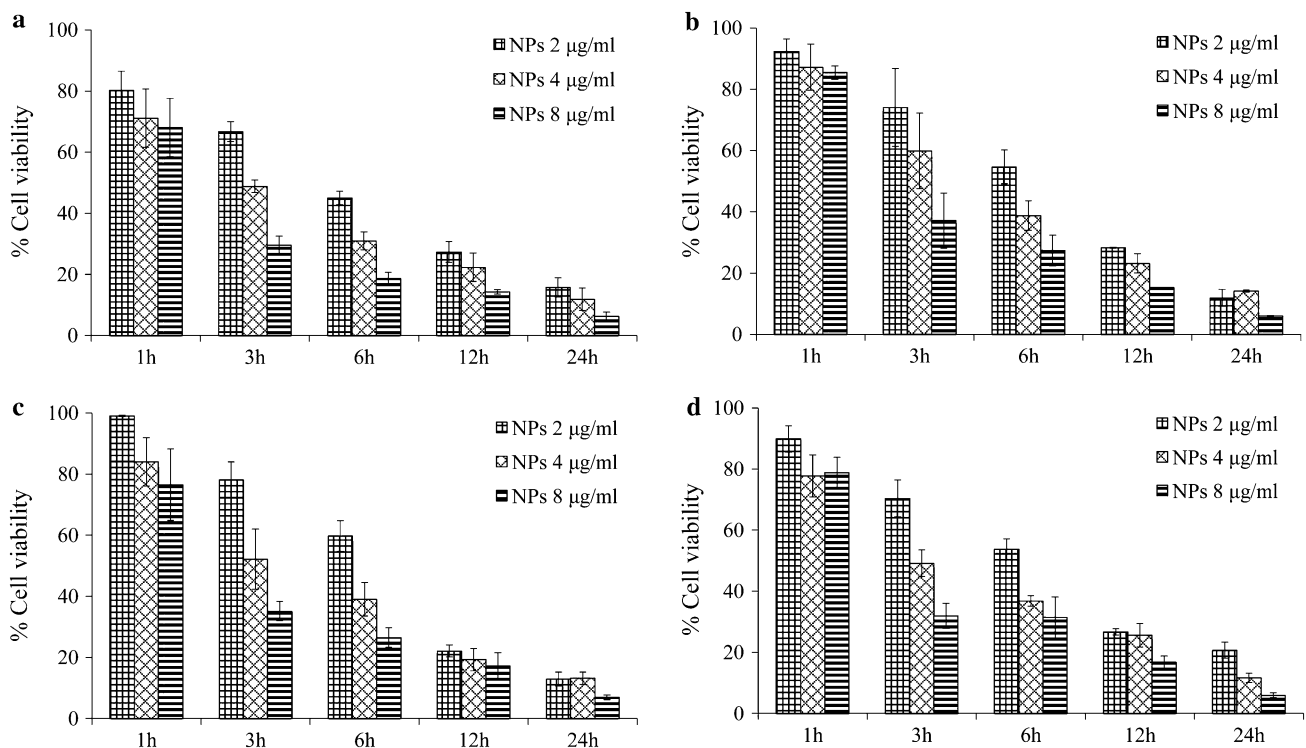 a
% Cell viability
100
80
60
40
20
0
NPs 2 µg/ml
NPs 4 µg/ml
NPs 8 µg/ml
1h 3h 6h 12h 24h
b
% Cell viability
100
80
60
40
20
0
NPs 2 µg/ml
NPs 4 µg/ml
NPs 8 µg/ml
1h 3h 6h 12h 24h
c
% Cell viability
100
80
60
40
20
0
NPs 2 µg/ml
NPs 4 µg/ml
NPs 8 µg/ml
1h 3h 6h 12h 24h
d
% Cell viability
100
80
60
40
20
0
NPs 2 µg/ml
NPs 4 µg/ml
NPs 8 µg/ml
1h 3h 6h 12h 24h